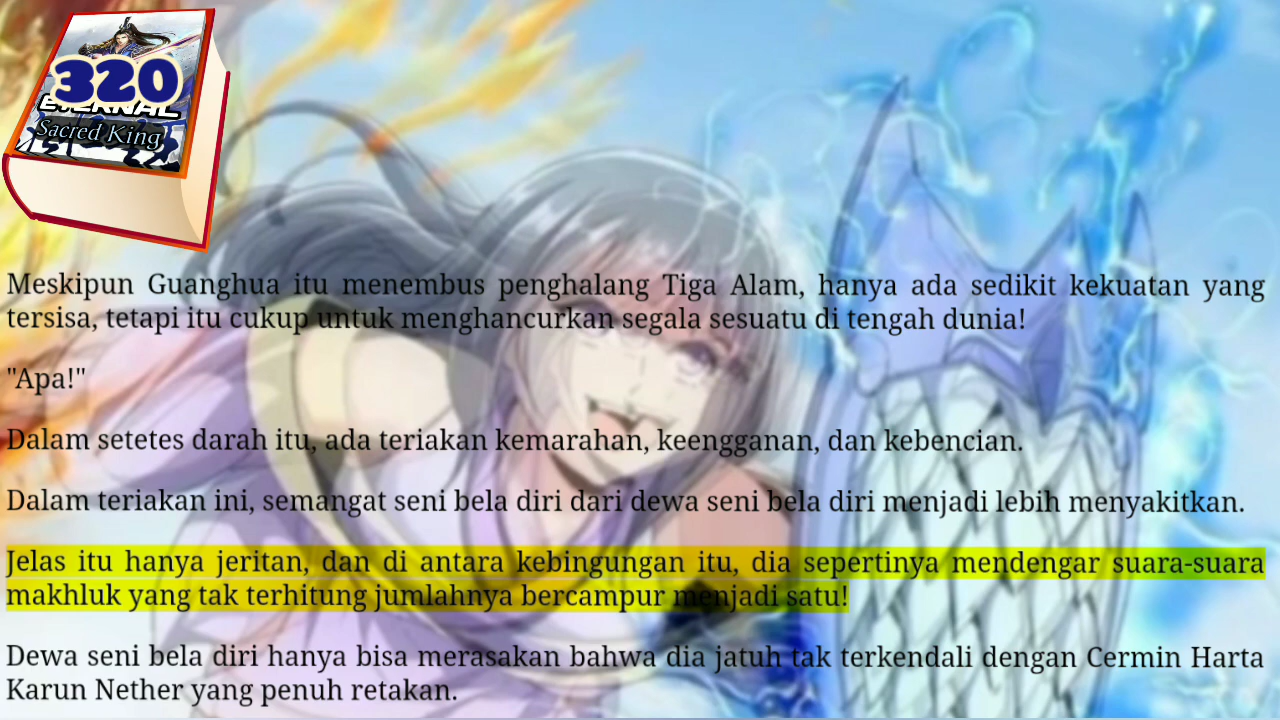 320
ETERNAL
Sacred King
Meskipun Guanghua itu menembus penghalang Tiga Alam, hanya ada sedikit kekuatan yang
tersisa, tetapi itu cukup untuk menghancurkan segala sesuatu di tengah dunia!
"Apa!"
Dalam setetes darah itu, ada teriakan kemarahan, keengganan, dan kebencian.
Dalam teriakan ini, semangat seni bela diri dari dewa seni bela diri menjadi lebih menyakitkan.
Jelas itu hanya jeritan, dan di antara kebingungan itu, dia sepertinya mendengar suara-suara
makhluk yang tak terhitung jumlahnya bercampur menjadi satu!
Dewa seni bela diri hanya bisa merasakan bahwa dia jatuh tak terkendali dengan Cermin Harta
Karun Nether yang penuh retakan.